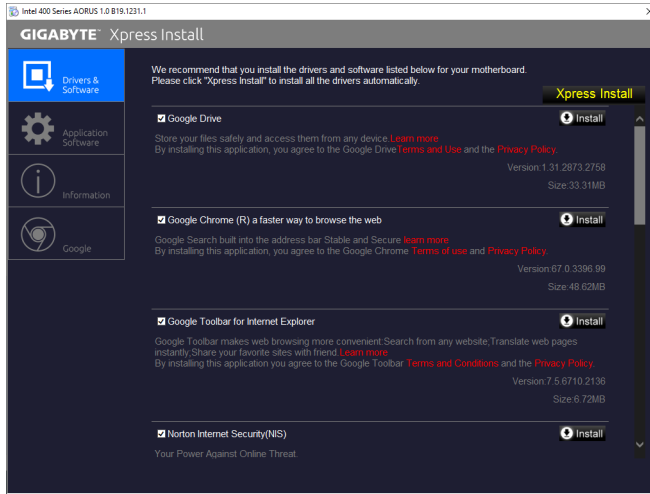 Intel 400 Series AORUS 1.0 B19.1231.1
GIGABYTE™ Xpress Install
Drivers &
Software
Application
Software
Information
Google
We recommend that you install the drivers and software listed below for your motherboard.
Please click "Xpress Install" to install all the drivers automatically.
Xpress Install
Google Drive
Install
Store your files safely and access them from any device.Learn more
By installing this application, you agree to the Google DriveTerms and Use and the Privacy Policy.
Version:1.31.2873.2758
Size:33.31MB
Google Chrome (R) a faster way to browse the web
Install
Google Search built into the address bar Stable and Secure learn more
By installing this application, you agree to the Google Chrome Terms of use and Privacy Policy.
Version:67.0.3396.99
Size:48.62MB
Google Toolbar for Internet Explorer
Install
Google Toolbar makes web browsing more convenient.Search from any website,Translate web pages
instantly,Share your favorite sites with friend.Learn more
By installing this application you agree to the Google Toolbar Terms and Conditions and the Privacy Policy.
Version:7.5.6710.2136
Size:6.72MB
Norton Internet Security(NIS)
Install
Your Power Against Online Threat.